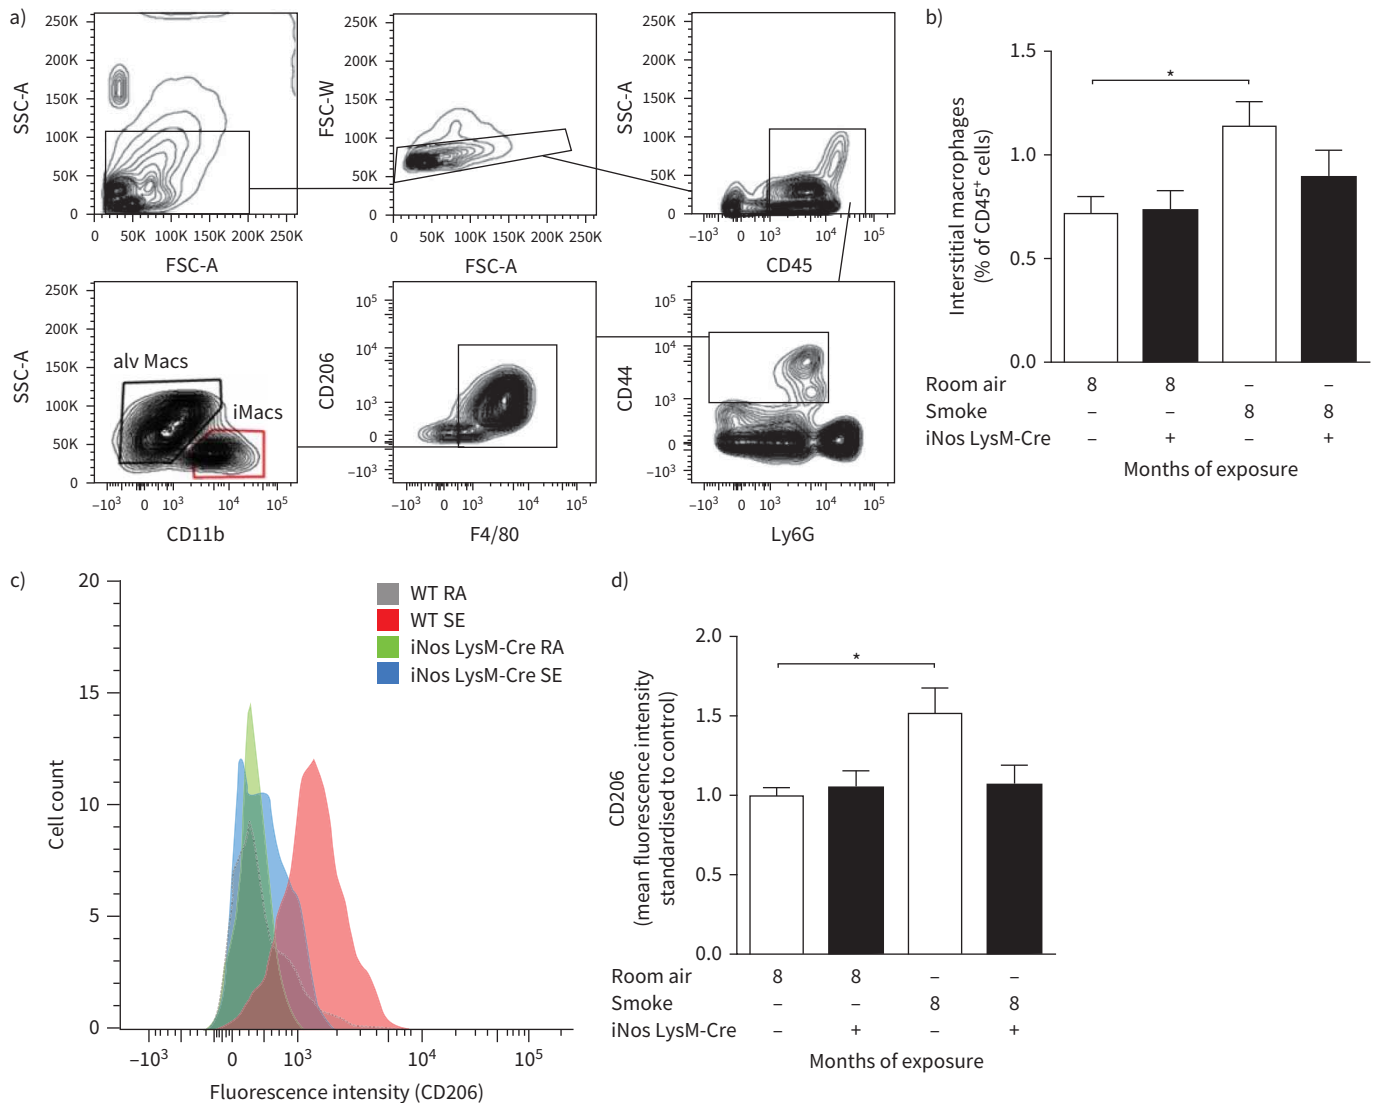 a)
250K
200K
150K
100K
50K
0
SSC-A
0 50K 100K 150K 200K 250K
FSC-A
250K
200K
150K
100K
50K
0
FSC-W
0 50K 100K 150K 200K 250K
FSC-A
250K
200K
150K
100K
50K
0
SSC-A
–10³ 0 10³ 10⁴ 10⁵
CD45
250K
200K
150K
100K
50K
0
SSC-A
alv Macs
iMacs
–10³ 0 10³ 10⁴ 10⁵
CD11b
10⁵
10⁴
10³
0
–10³
CD206
–10³ 0 10³ 10⁴ 10⁵
F4/80
10⁵
10⁴
10³
0
–10³
CD44
–10³ 0 10³ 10⁴ 10⁵
Ly6G
b)
1.5
1.0
0.5
0.0
Interstitial macrophages
(% of CD45⁺ cells)
*
Room air 8 8 – –
Smoke – – 8 8
iNos LysM-Cre – + – +
Months of exposure
c)
20
15
10
5
0
Cell count
WT RA
WT SE
iNos LysM-Cre RA
iNos LysM-Cre SE
–10³ 0 10³ 10⁴ 10⁵
Fluorescence intensity (CD206)
d)
2.0
1.5
1.0
0.5
0.0
CD206
(mean fluorescence intensity
standardised to control)
*
Room air 8 8 – –
Smoke – – 8 8
iNos LysM-Cre – + – +
Months of exposure